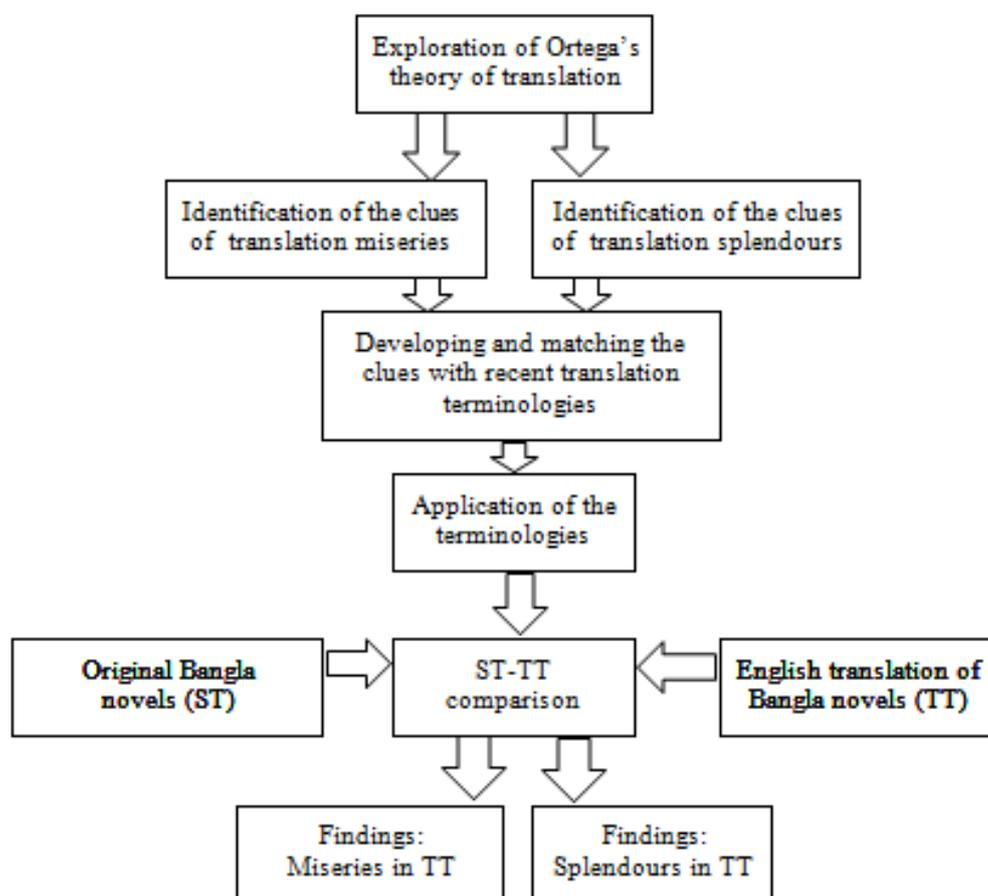 Exploration of Ortega's
theory of translation
Identification of the clues
of translation miseries
Identification of the clues
of translation splendours
Developing and matching the
clues with recent translation
terminologies
Application of the
terminologies
Original Bangla
novels (ST)
ST-TT
comparison
English translation of
Bangla novels (TT)
Findings:
Miseries in TT
Findings:
Splendours in TT